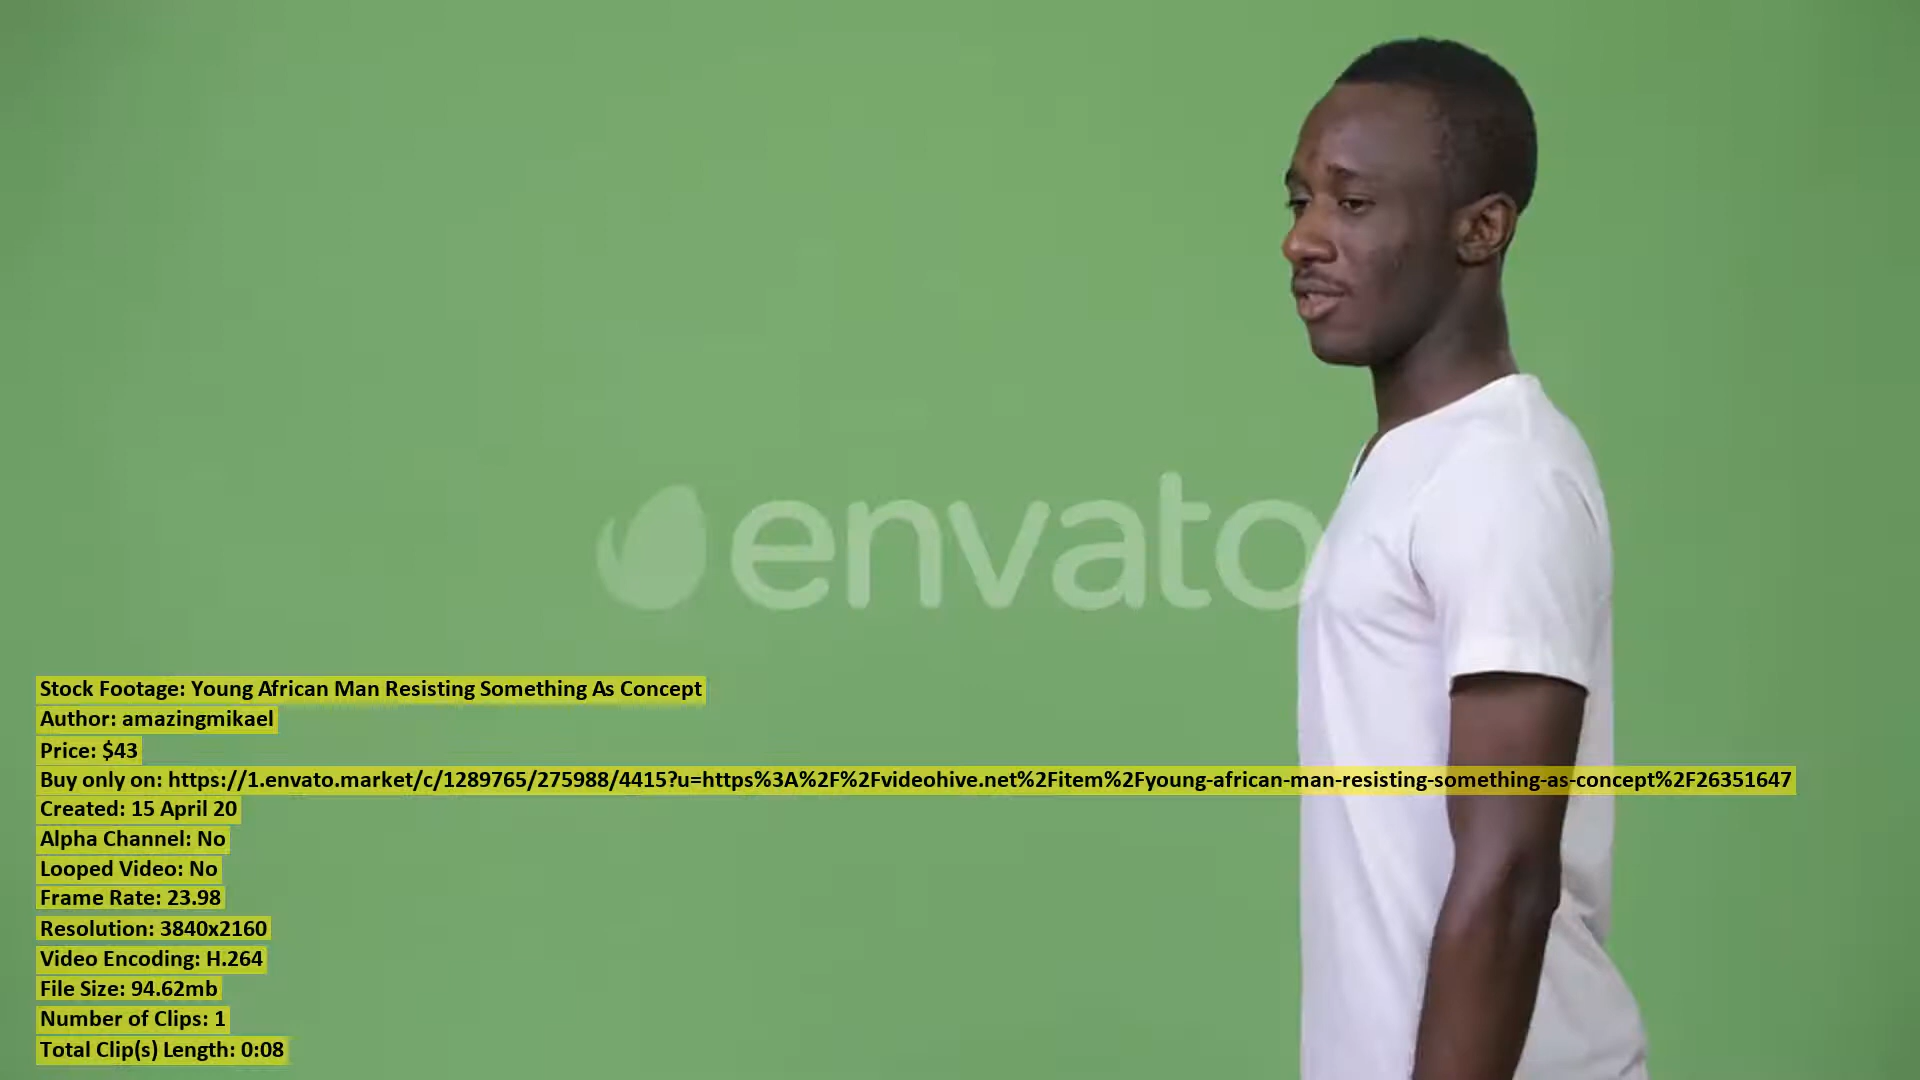 envato
Stock Footage: Young African Man Resisting Something As Concept
Author: amazingmikael
Price: $43
Buy only on: https://1.envato.market/c/1289765/275988/4415?u=https%3A%2F%2Fvideohive.net%2Fitem%2Fyoung-african-man-resisting-something-as-concept%2F26351647
Created: 15 April 20
Alpha Channel: No
Looped Video: No
Frame Rate: 23.98
Resolution: 3840x2160
Video Encoding: H.264
File Size: 94.62mb
Number of Clips: 1
Total Clip(s) Length: 0:08